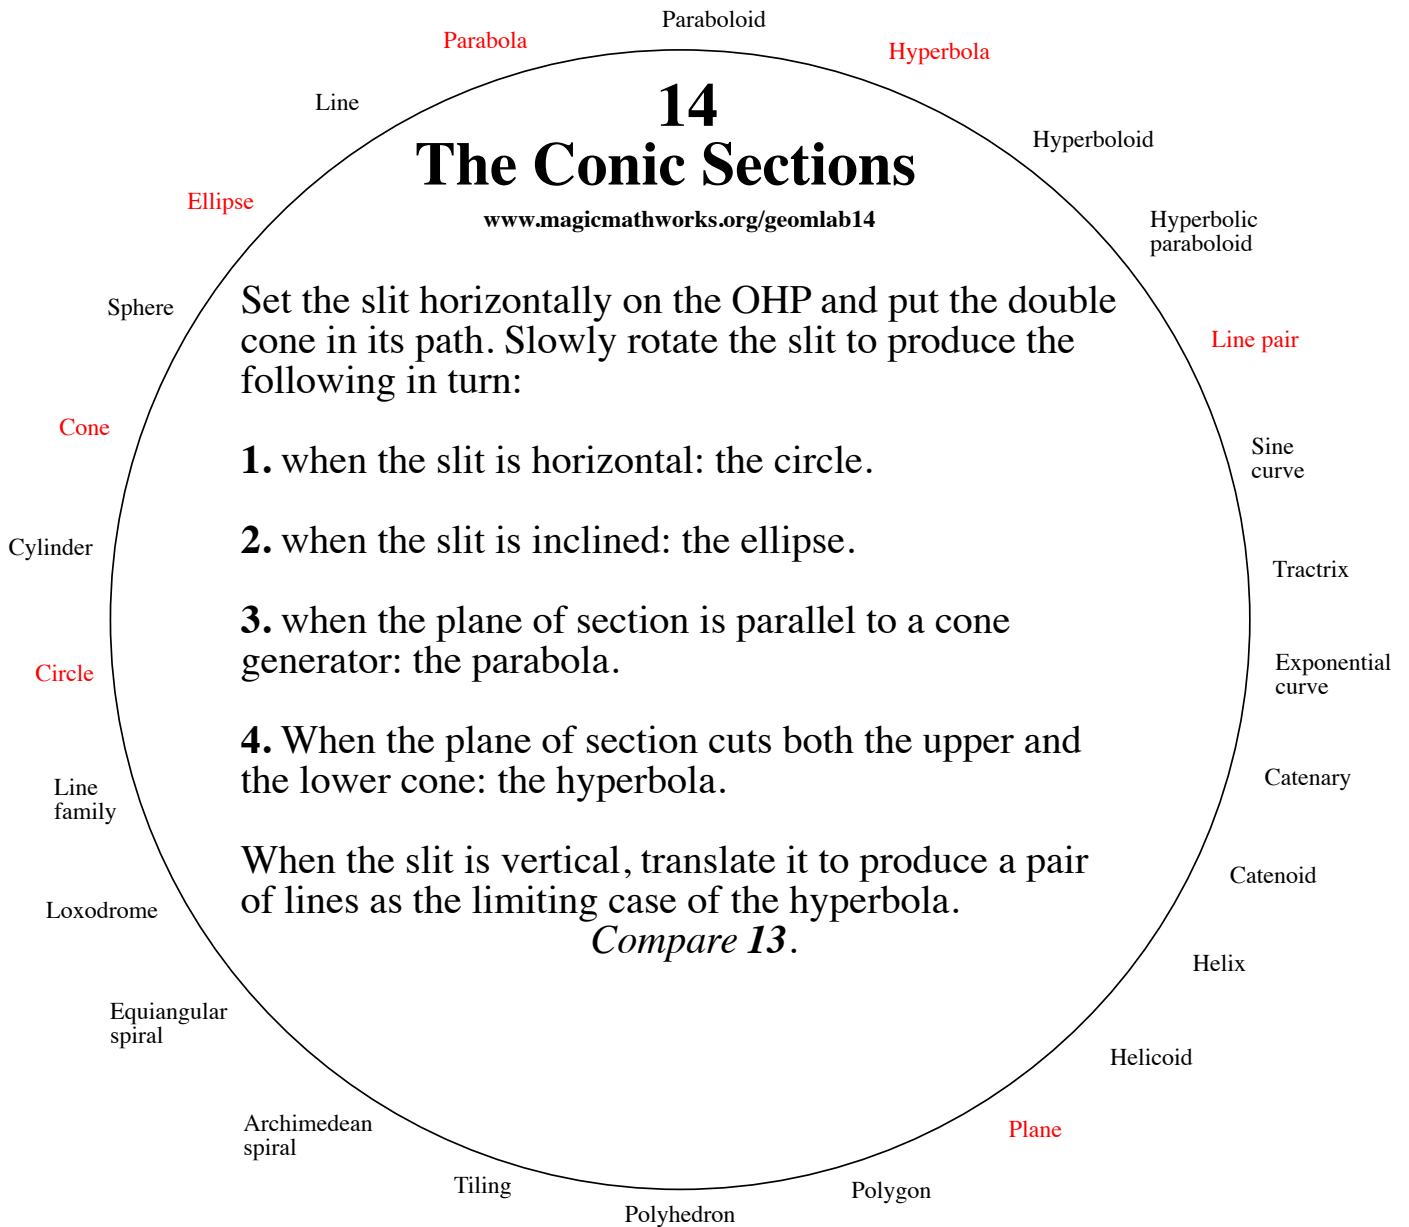 Paraboloid
Parabola
Hyperbola
Line
Hyperboloid
Ellipse
Hyperbolic
paraboloid
Sphere
Line pair
Cone
Sine
curve
Cylinder
Tractrix
Circle
Exponential
curve
Line
family
Catenary
Catenoid
Loxodrome
Helix
Equiangular
spiral
Helicoid
Archimedean
spiral
Plane
Tiling
Polygon
Polyhedron
14
The Conic Sections
www.magicmathworks.org/geomlab14
Set the slit horizontally on the OHP and put the double
cone in its path. Slowly rotate the slit to produce the
following in turn:
1. when the slit is horizontal: the circle.
2. when the slit is inclined: the ellipse.
3. when the plane of section is parallel to a cone
generator: the parabola.
4. When the plane of section cuts both the upper and
the lower cone: the hyperbola.
When the slit is vertical, translate it to produce a pair
of lines as the limiting case of the hyperbola.
Compare 13.